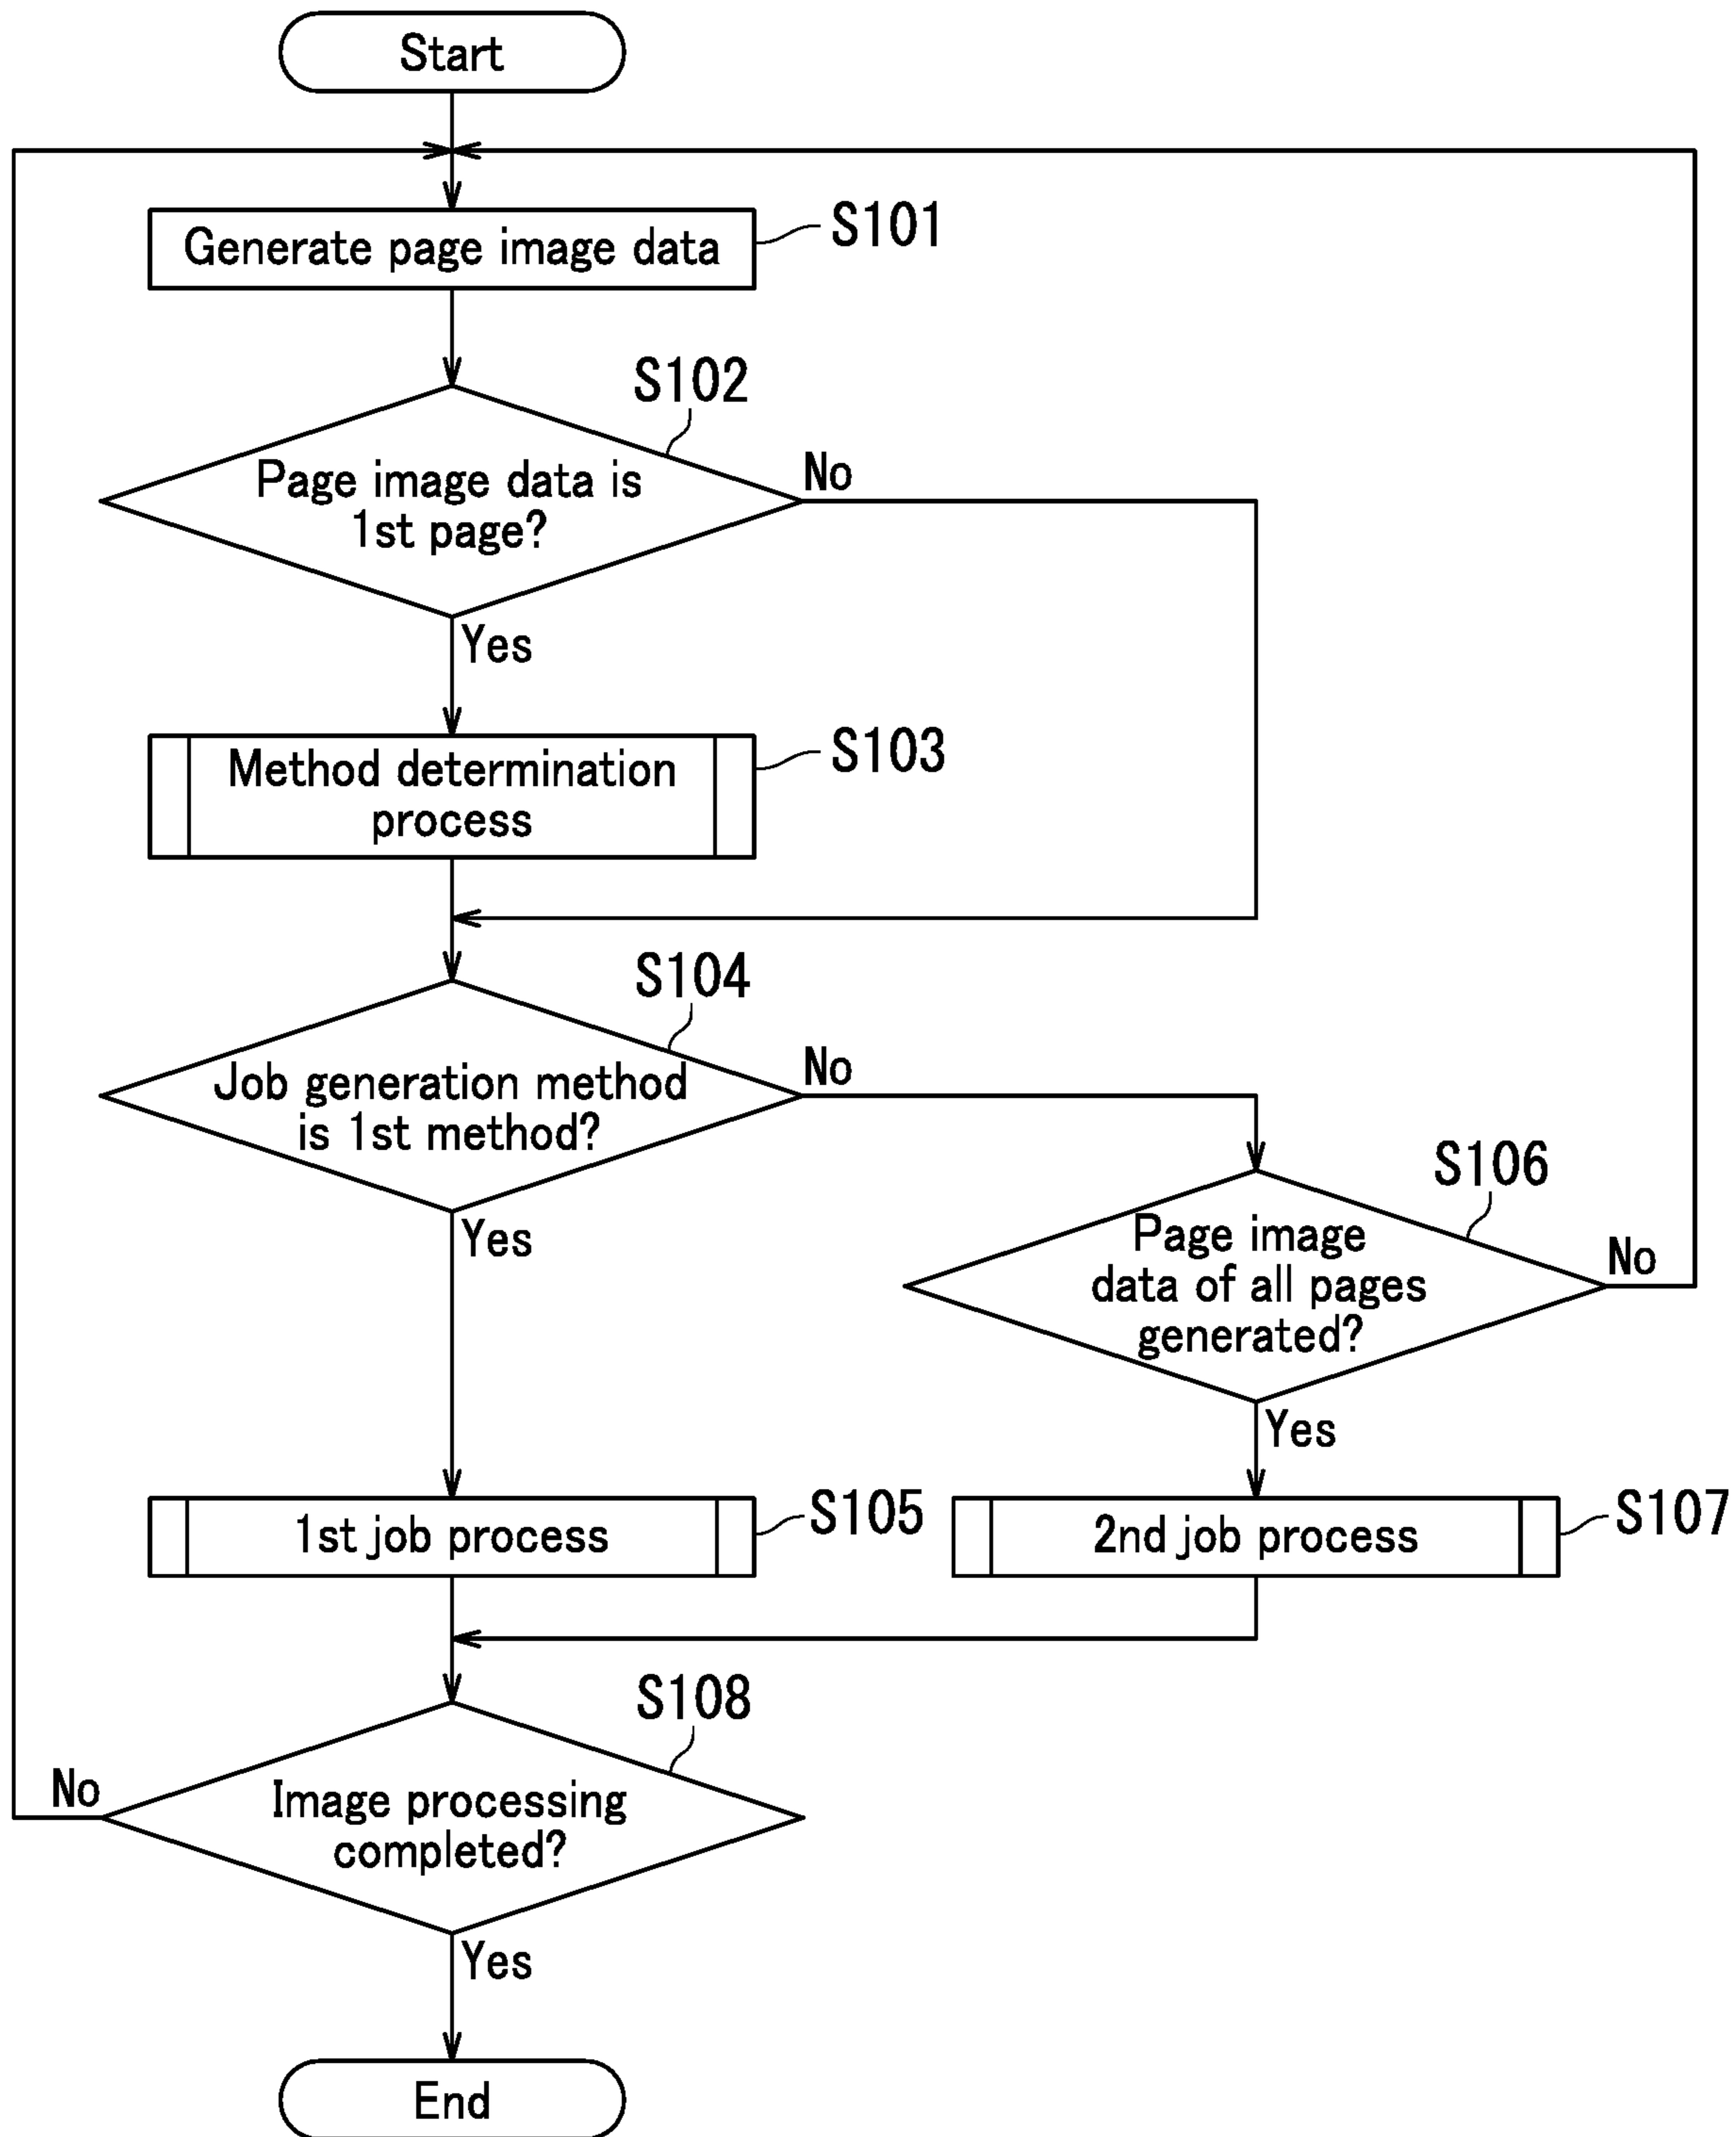 Start
Generate page image data
S101
S102
Page image data is
1st page?
No
Yes
Method determination
process
S103
S104
Job generation method
is 1st method?
No
Yes
S106
Page image
data of all pages
generated?
No
Yes
1st job process
S105
2nd job process
S107
S108
Image processing
completed?
No
Yes
End